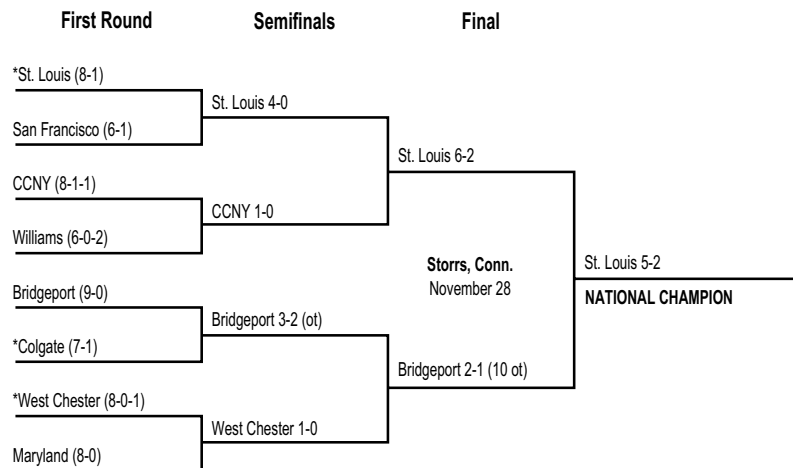 First Round Semifinals Final
*St. Louis (8-1)
St. Louis 4-0
San Francisco (6-1)
St. Louis 6-2
CCNY (8-1-1)
CCNY 1-0
Williams (6-0-2)
Storrs, Conn.
November 28
St. Louis 5-2
NATIONAL CHAMPION
Bridgeport (9-0)
Bridgeport 3-2 (ot)
*Colgate (7-1)
Bridgeport 2-1 (10 ot)
*West Chester (8-0-1)
West Chester 1-0
Maryland (8-0)